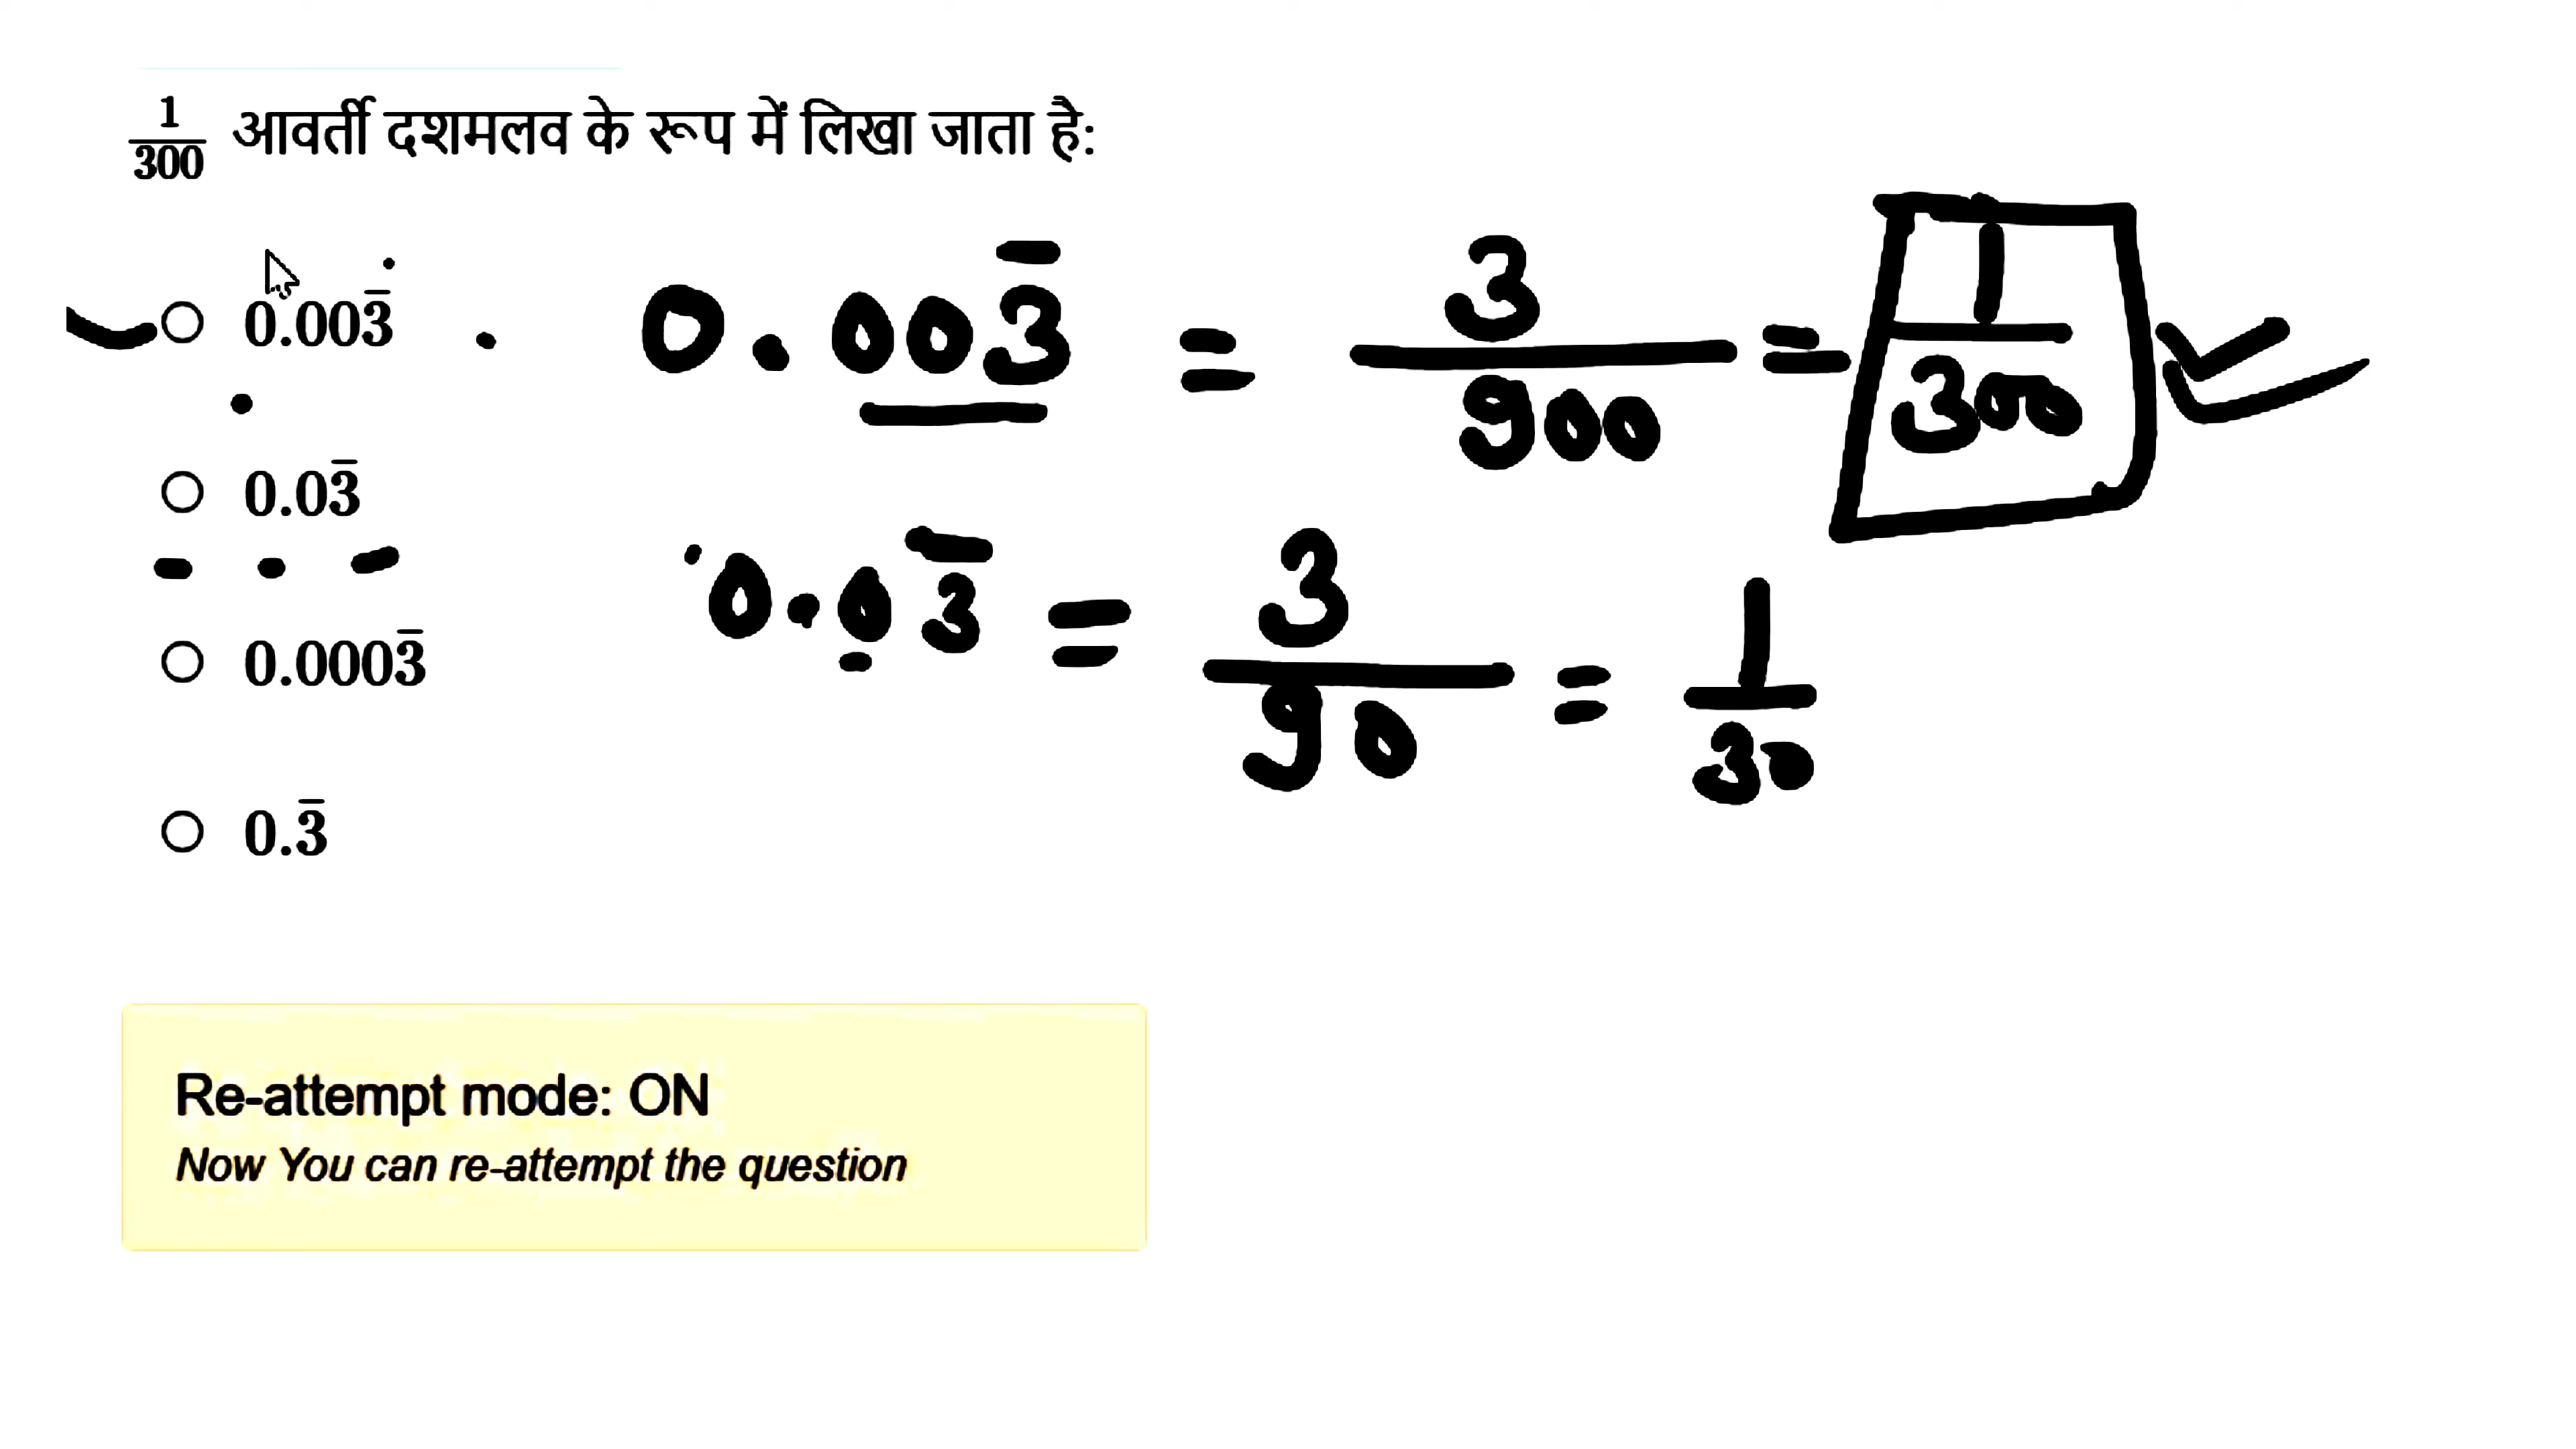 1/300 आवर्ती दशमलव के रूप में लिखा जाता है:
0.003̅
0.003̅ = 3/900 = 1/300
0.03̅
0.03̅ = 3/90 = 1/30
0.0003̅
0.3̅
Re-attempt mode: ON
Now You can re-attempt the question